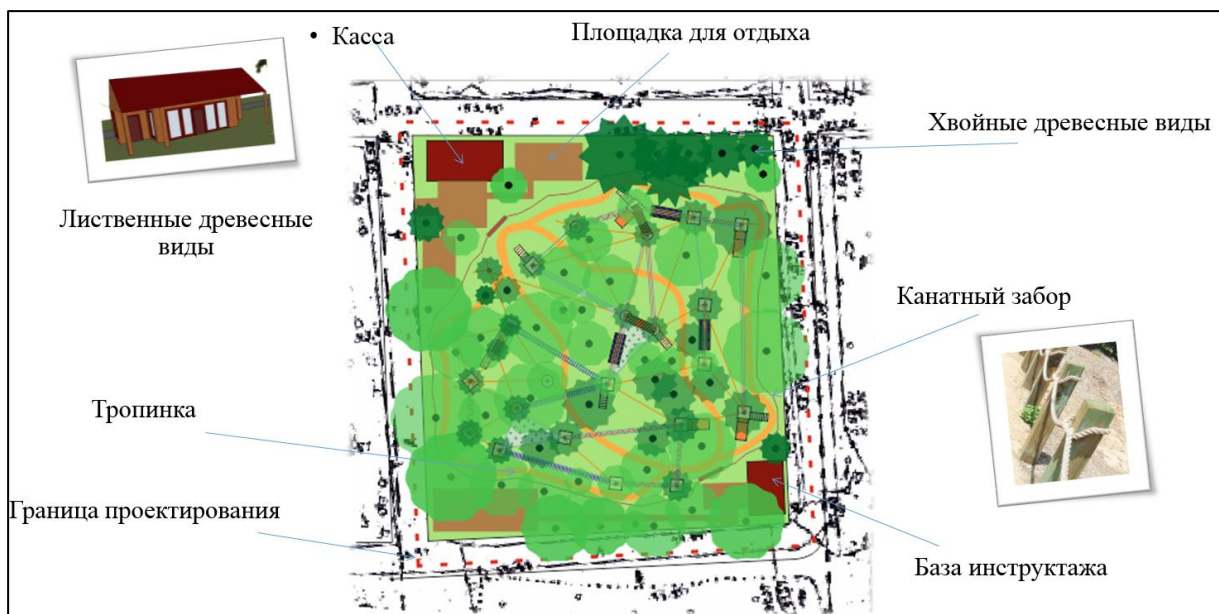 • Касса
Площадка для отдыха
Хвойные древесные виды
Лиственные древесные
виды
Канатный забор
Тропинка
Граница проектирования
База инструктажа